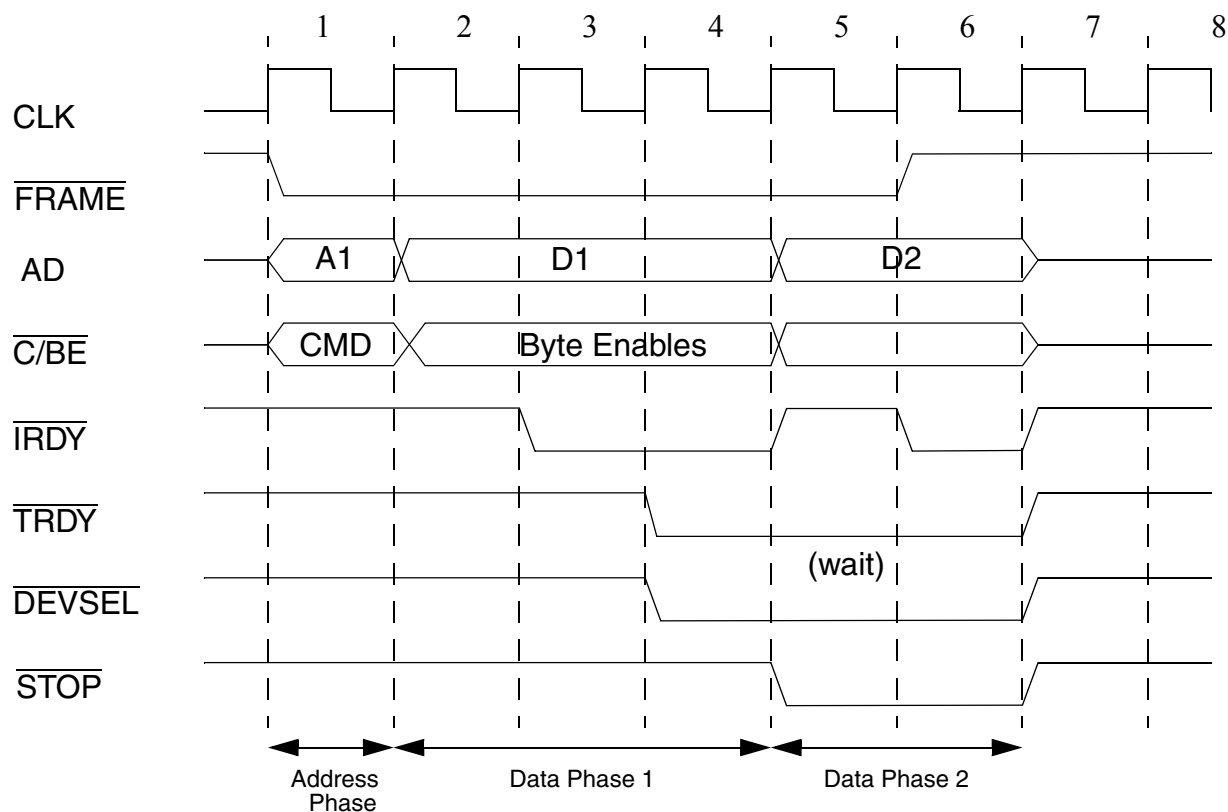 1 2 3 4 5 6 7 8
CLK
FRAME
AD A1 D1 D2
C/BE CMD Byte Enables
IRDY
TRDY
(wait)
DEVSEL
STOP
Address Phase
Data Phase 1
Data Phase 2